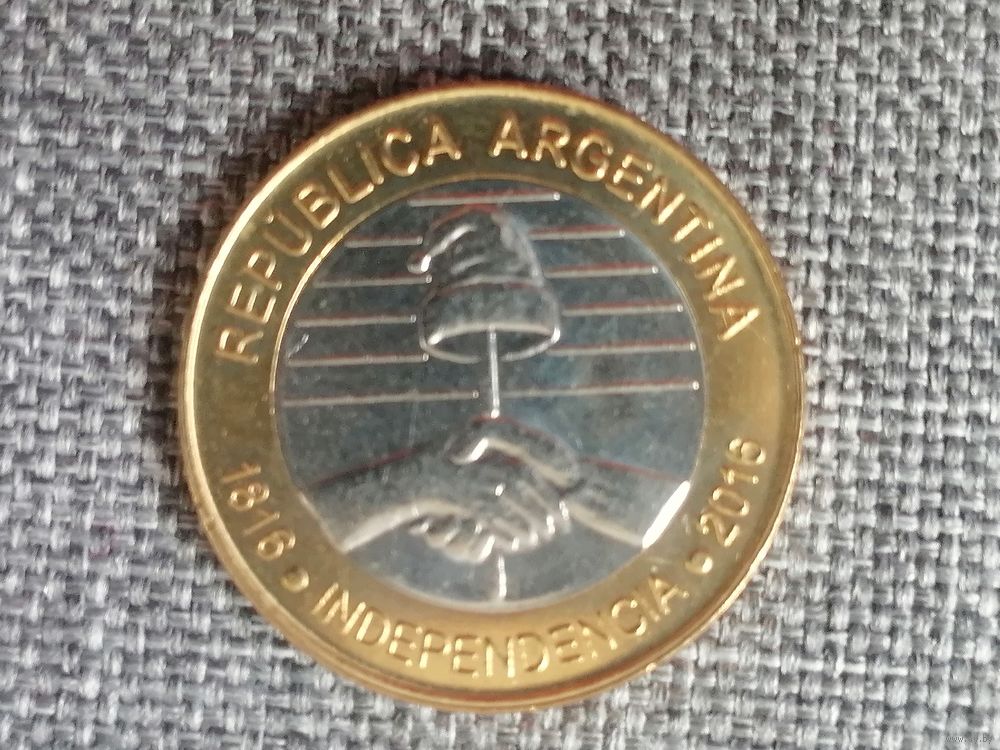 REPÚBLICA ARGENTINA
1816 • INDEPENDENCIA • 2016